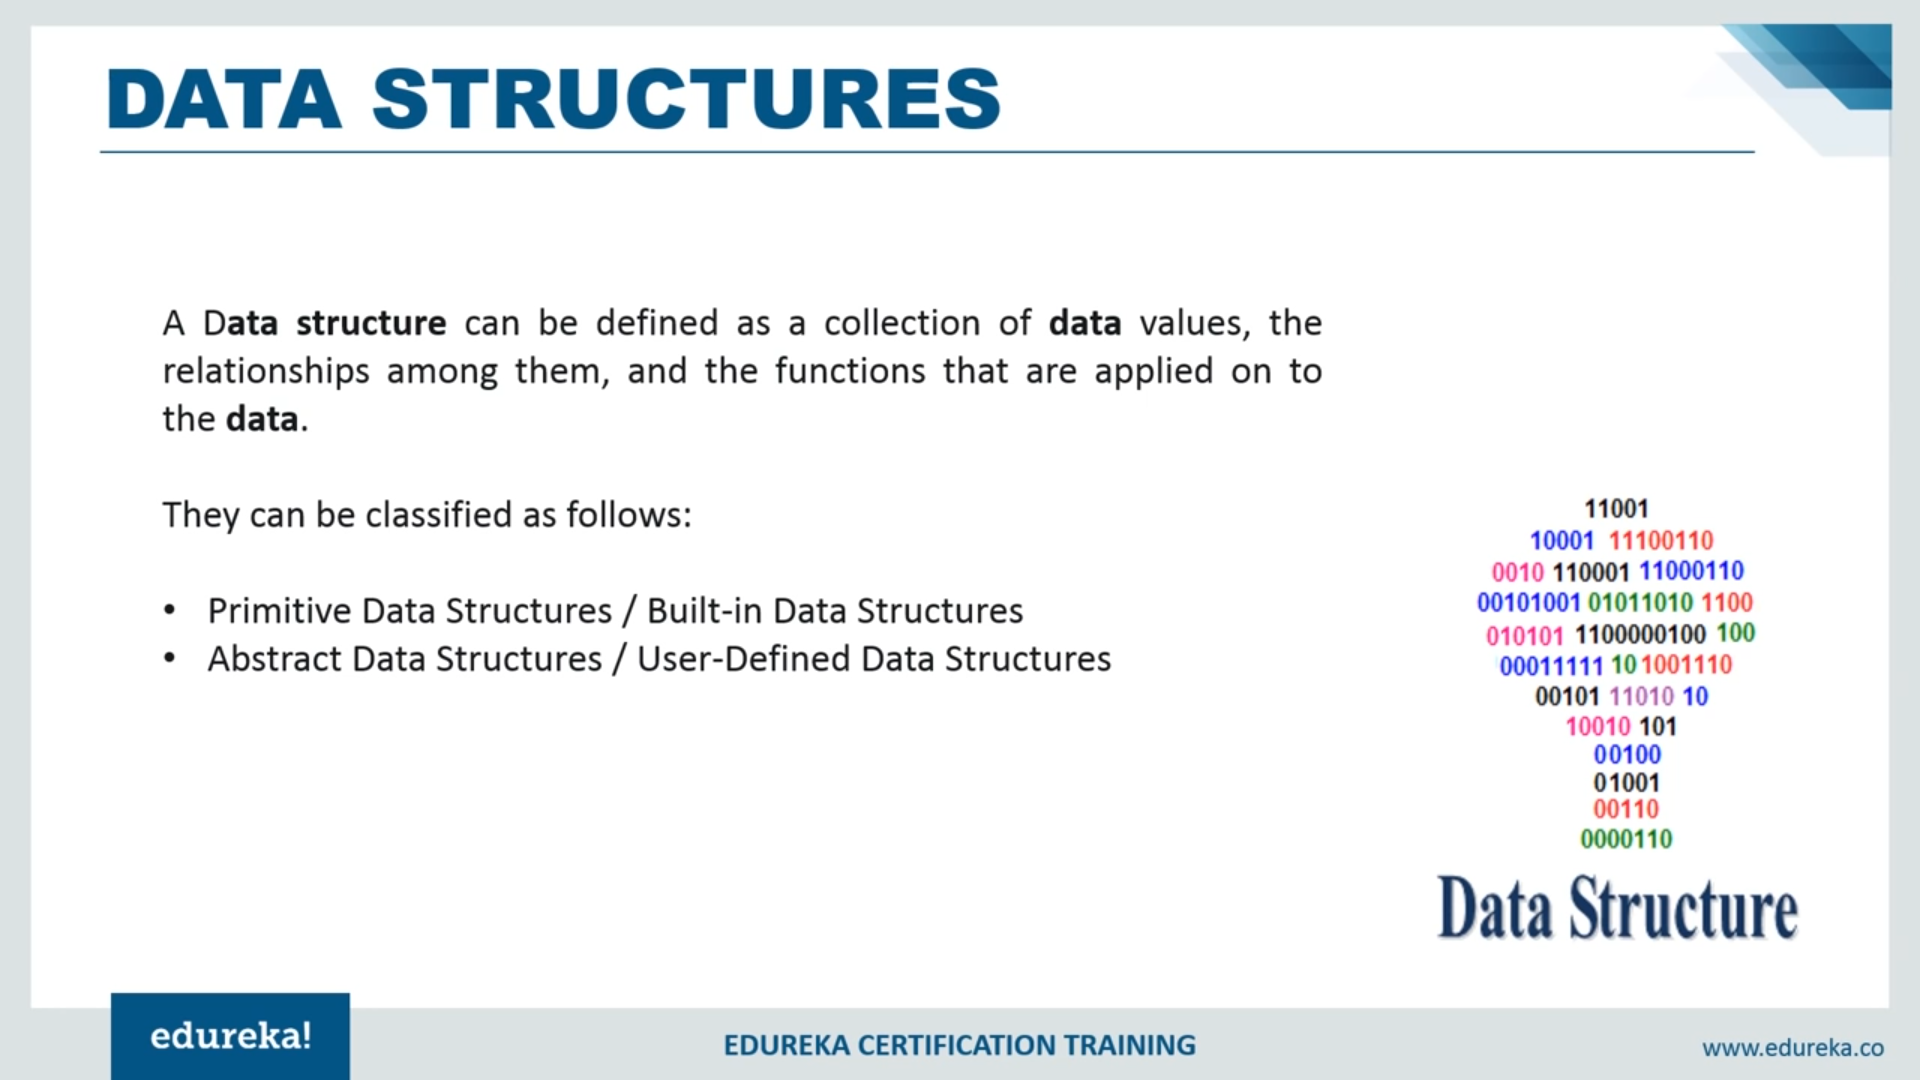 DATA STRUCTURES
A Data structure can be defined as a collection of data values, the
relationships among them, and the functions that are applied on to
the data.
They can be classified as follows:
• Primitive Data Structures / Built-in Data Structures
• Abstract Data Structures / User-Defined Data Structures
11001
10001 11100110
0010 110001 11000110
00101001 01011010 1100
010101 1100000100 100
00011111 10 1001110
00101 11010 10
10010 101
00100
01001
00110
0000110
Data Structure
edureka!
EDUREKA CERTIFICATION TRAINING
www.edureka.co